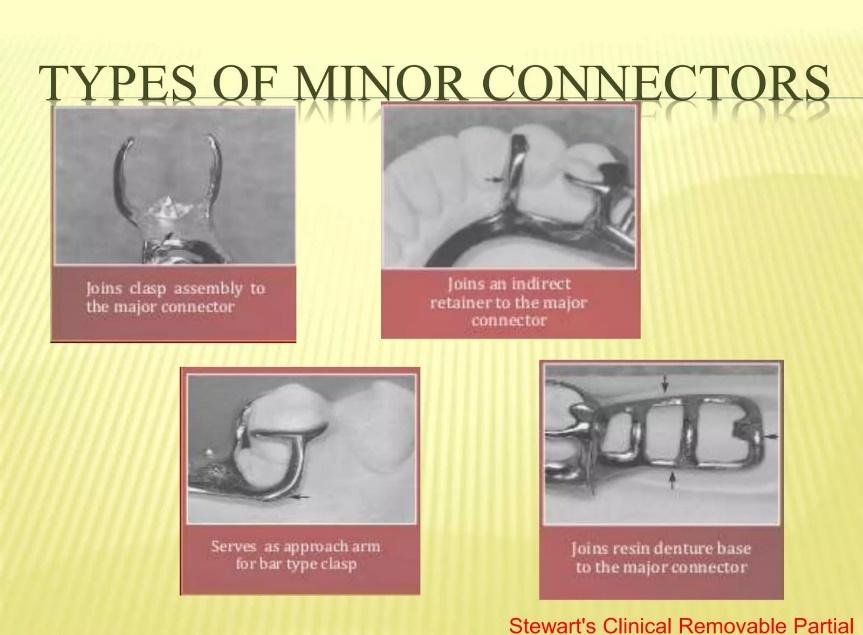 TYPES OF MINOR CONNECTORS
Joins clasp assembly to
the major connector
Joins an indirect
retainer to the major
connector
Serves as approach arm
for bar type clasp
Joins resin denture base
to the major connector
Stewart's Clinical Removable Partial